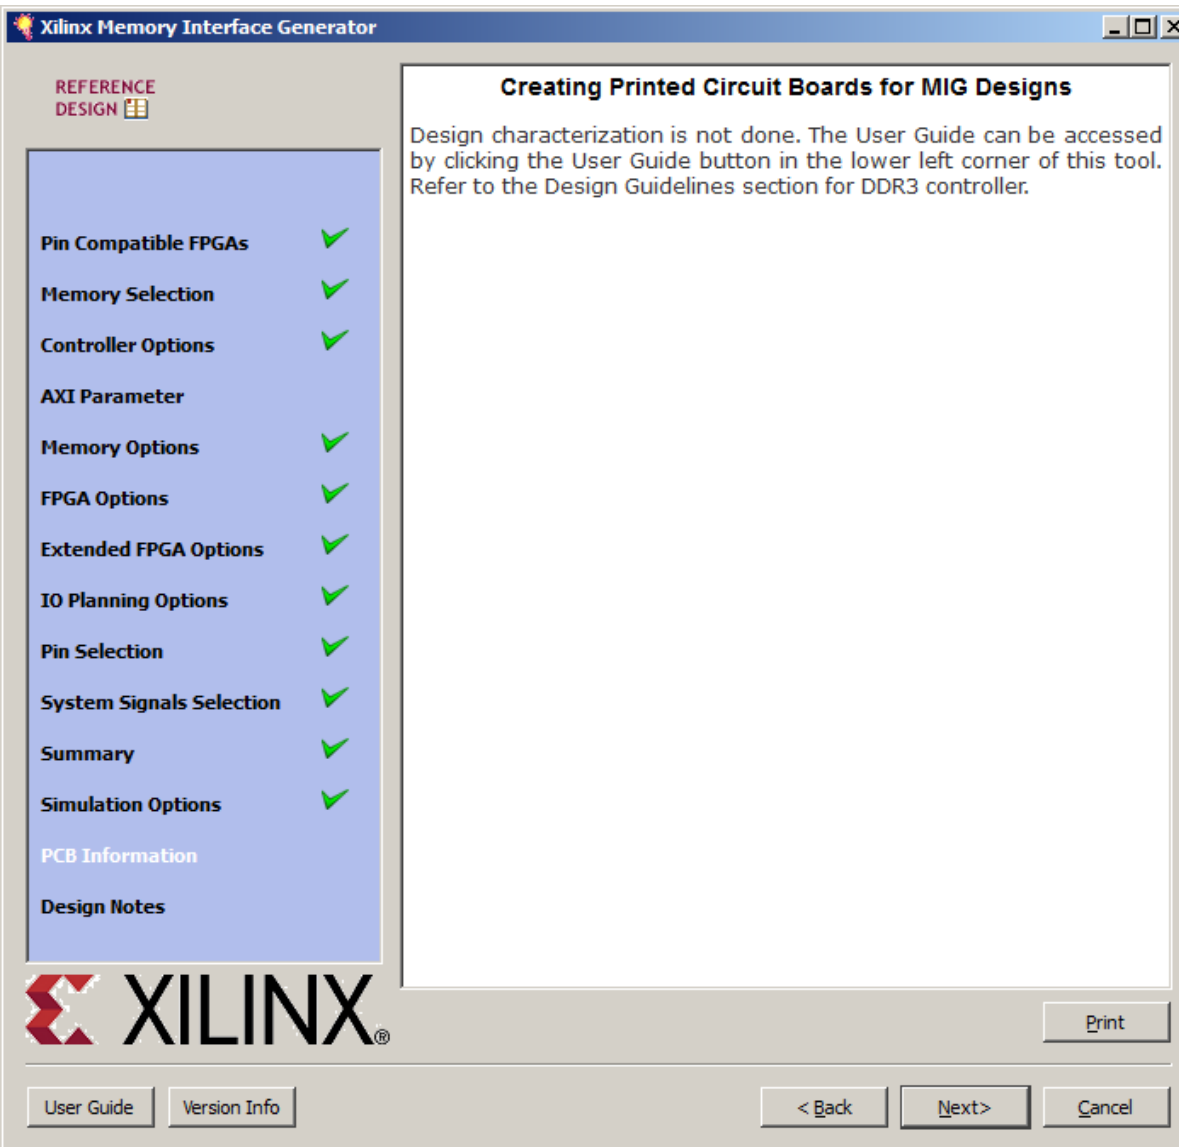 Xilinx Memory Interface Generator
REFERENCE
DESIGN
Pin Compatible FPGAs
Memory Selection
Controller Options
AXI Parameter
Memory Options
FPGA Options
Extended FPGA Options
IO Planning Options
Pin Selection
System Signals Selection
Summary
Simulation Options
PCB Information
Design Notes
XILINX®
Creating Printed Circuit Boards for MIG Designs
Design characterization is not done. The User Guide can be accessed
by clicking the User Guide button in the lower left corner of this tool.
Refer to the Design Guidelines section for DDR3 controller.
Print
User Guide
Version Info
< Back
Next>
Cancel